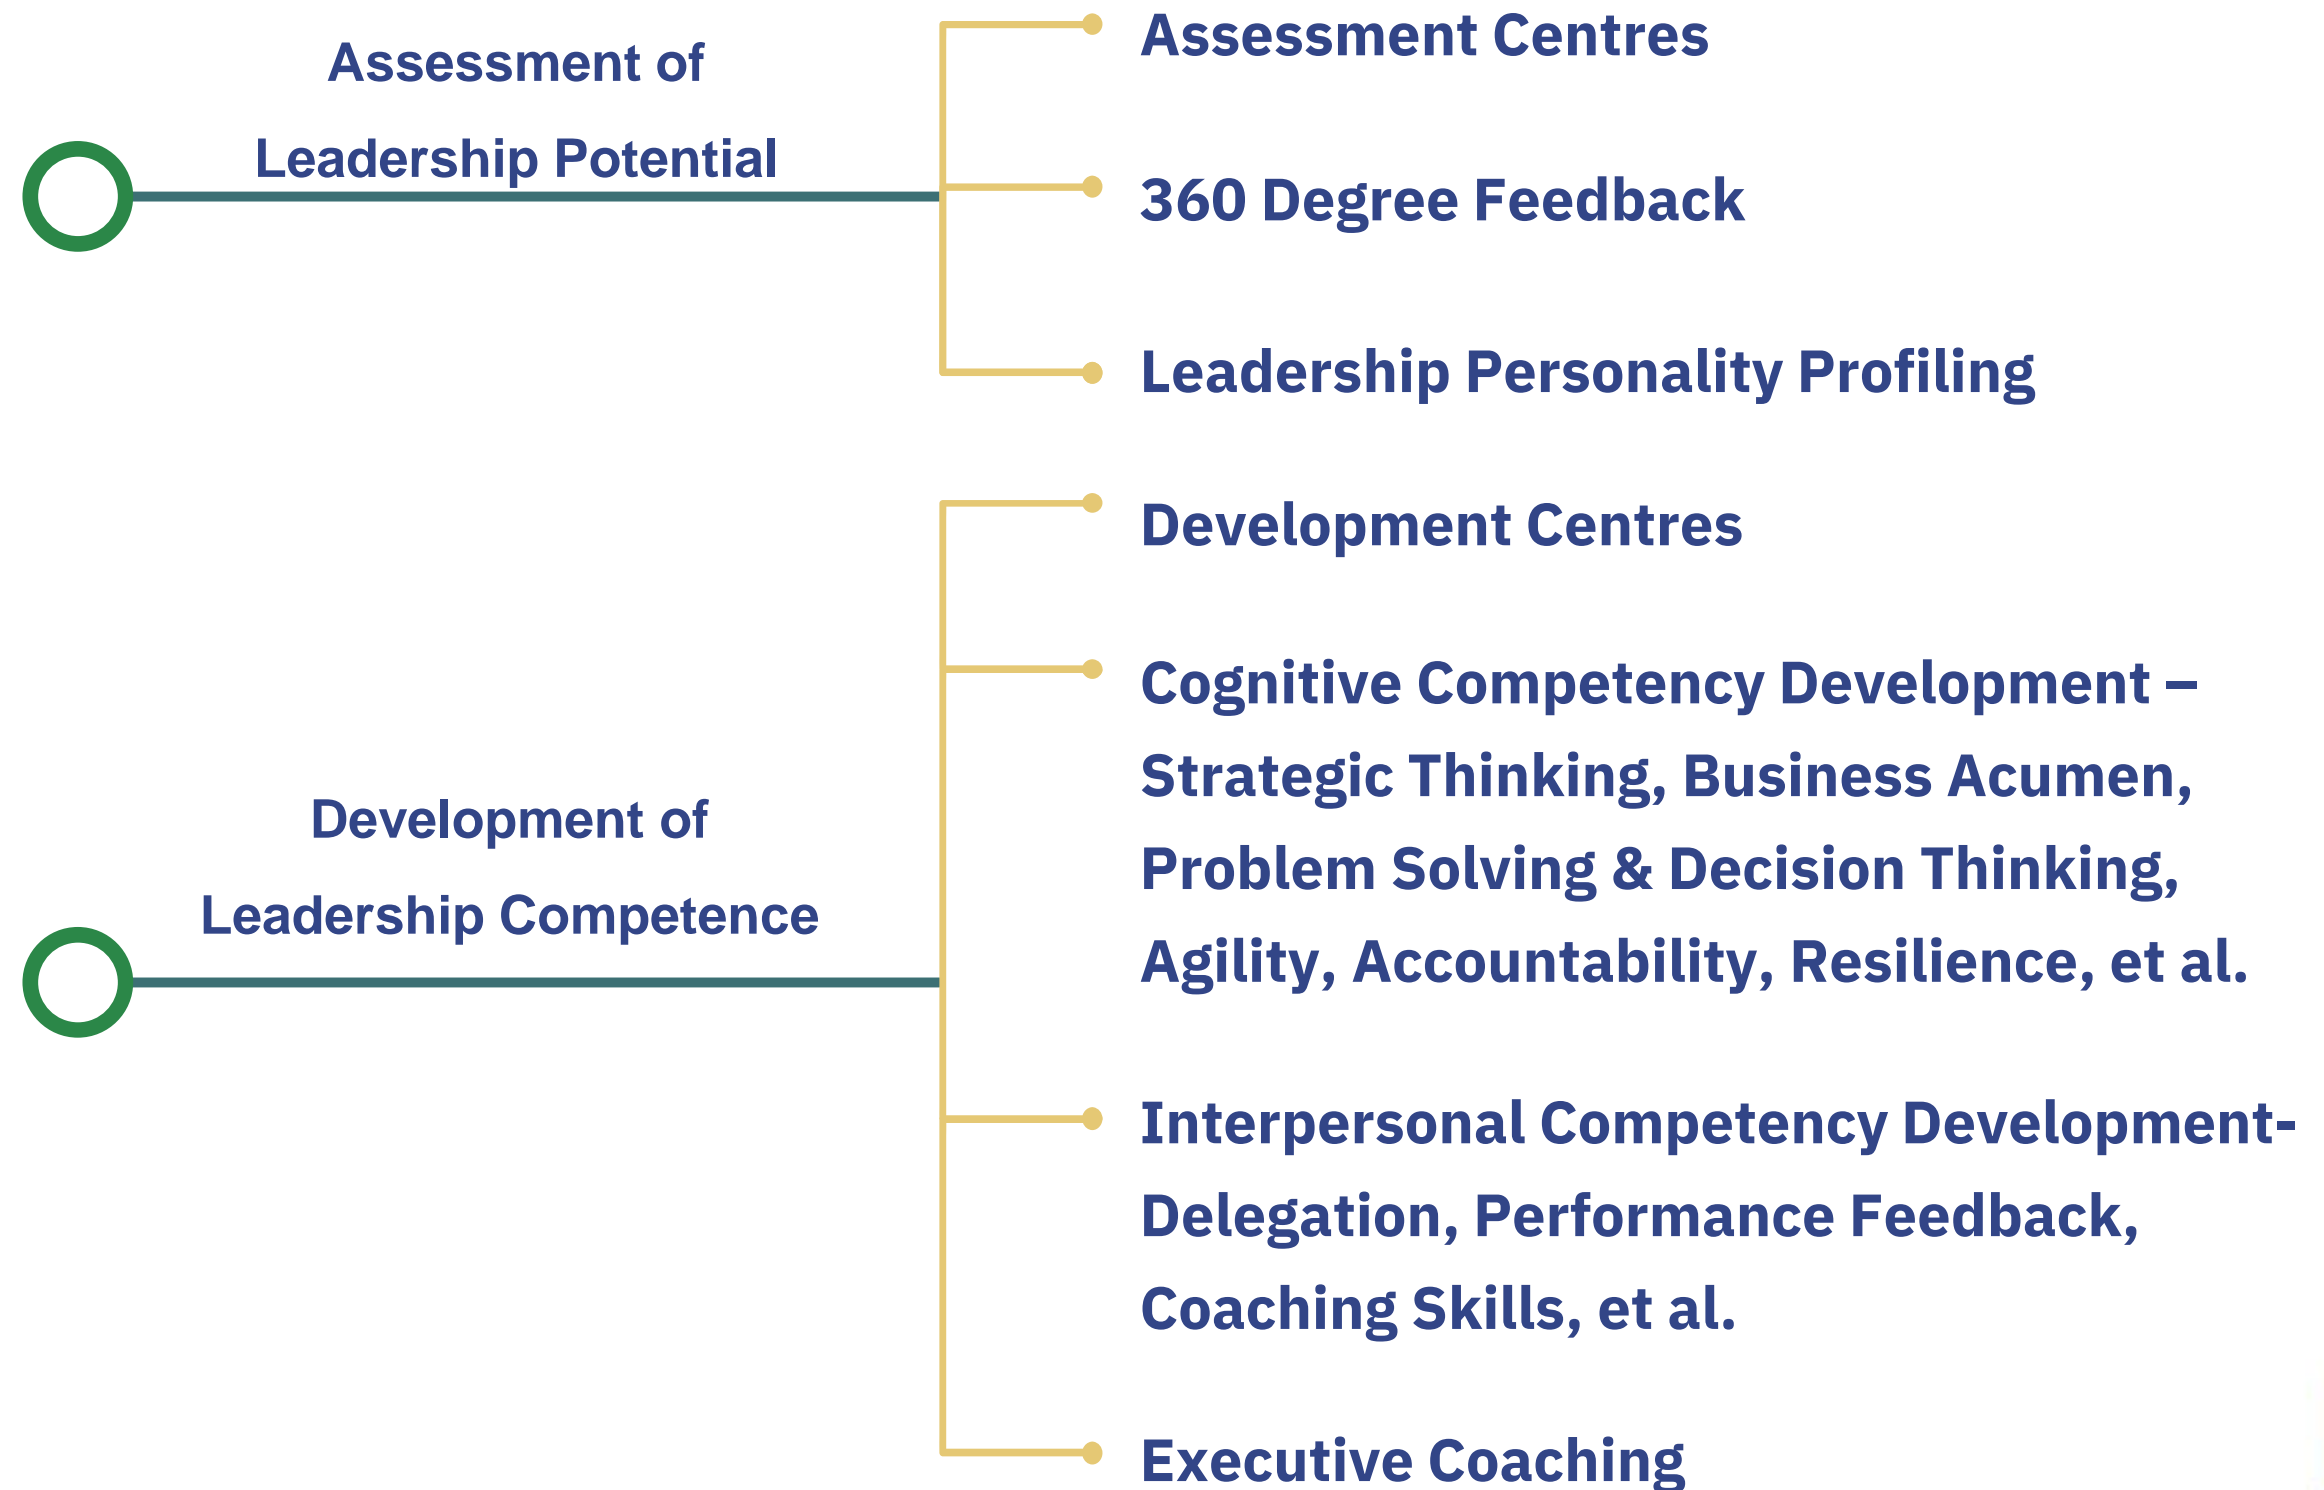 Assessment of
Leadership Potential
Assessment Centres
360 Degree Feedback
Leadership Personality Profiling
Development of
Leadership Competence
Development Centres
Cognitive Competency Development –
Strategic Thinking, Business Acumen,
Problem Solving & Decision Thinking,
Agility, Accountability, Resilience, et al.
Interpersonal Competency Development-
Delegation, Performance Feedback,
Coaching Skills, et al.
Executive Coaching